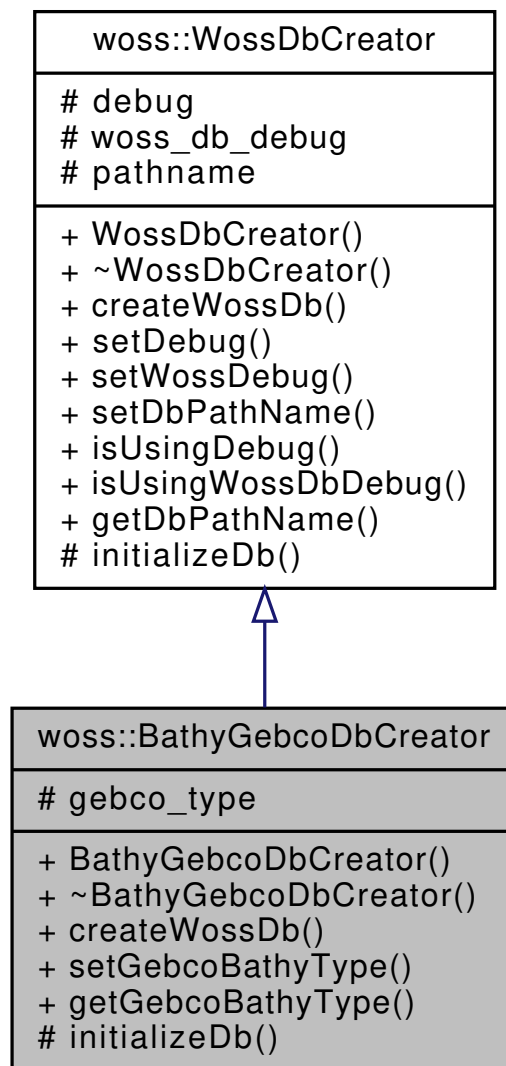 woss::WossDbCreator
# debug
# woss_db_debug
# pathname
+ WossDbCreator()
+ ~WossDbCreator()
+ createWossDb()
+ setDebug()
+ setWossDebug()
+ setDbPathName()
+ isUsingDebug()
+ isUsingWossDbDebug()
+ getDbPathName()
# initializeDb()
woss::BathyGebcoDbCreator
# gebco_type
+ BathyGebcoDbCreator()
+ ~BathyGebcoDbCreator()
+ createWossDb()
+ setGebcoBathyType()
+ getGebcoBathyType()
# initializeDb()